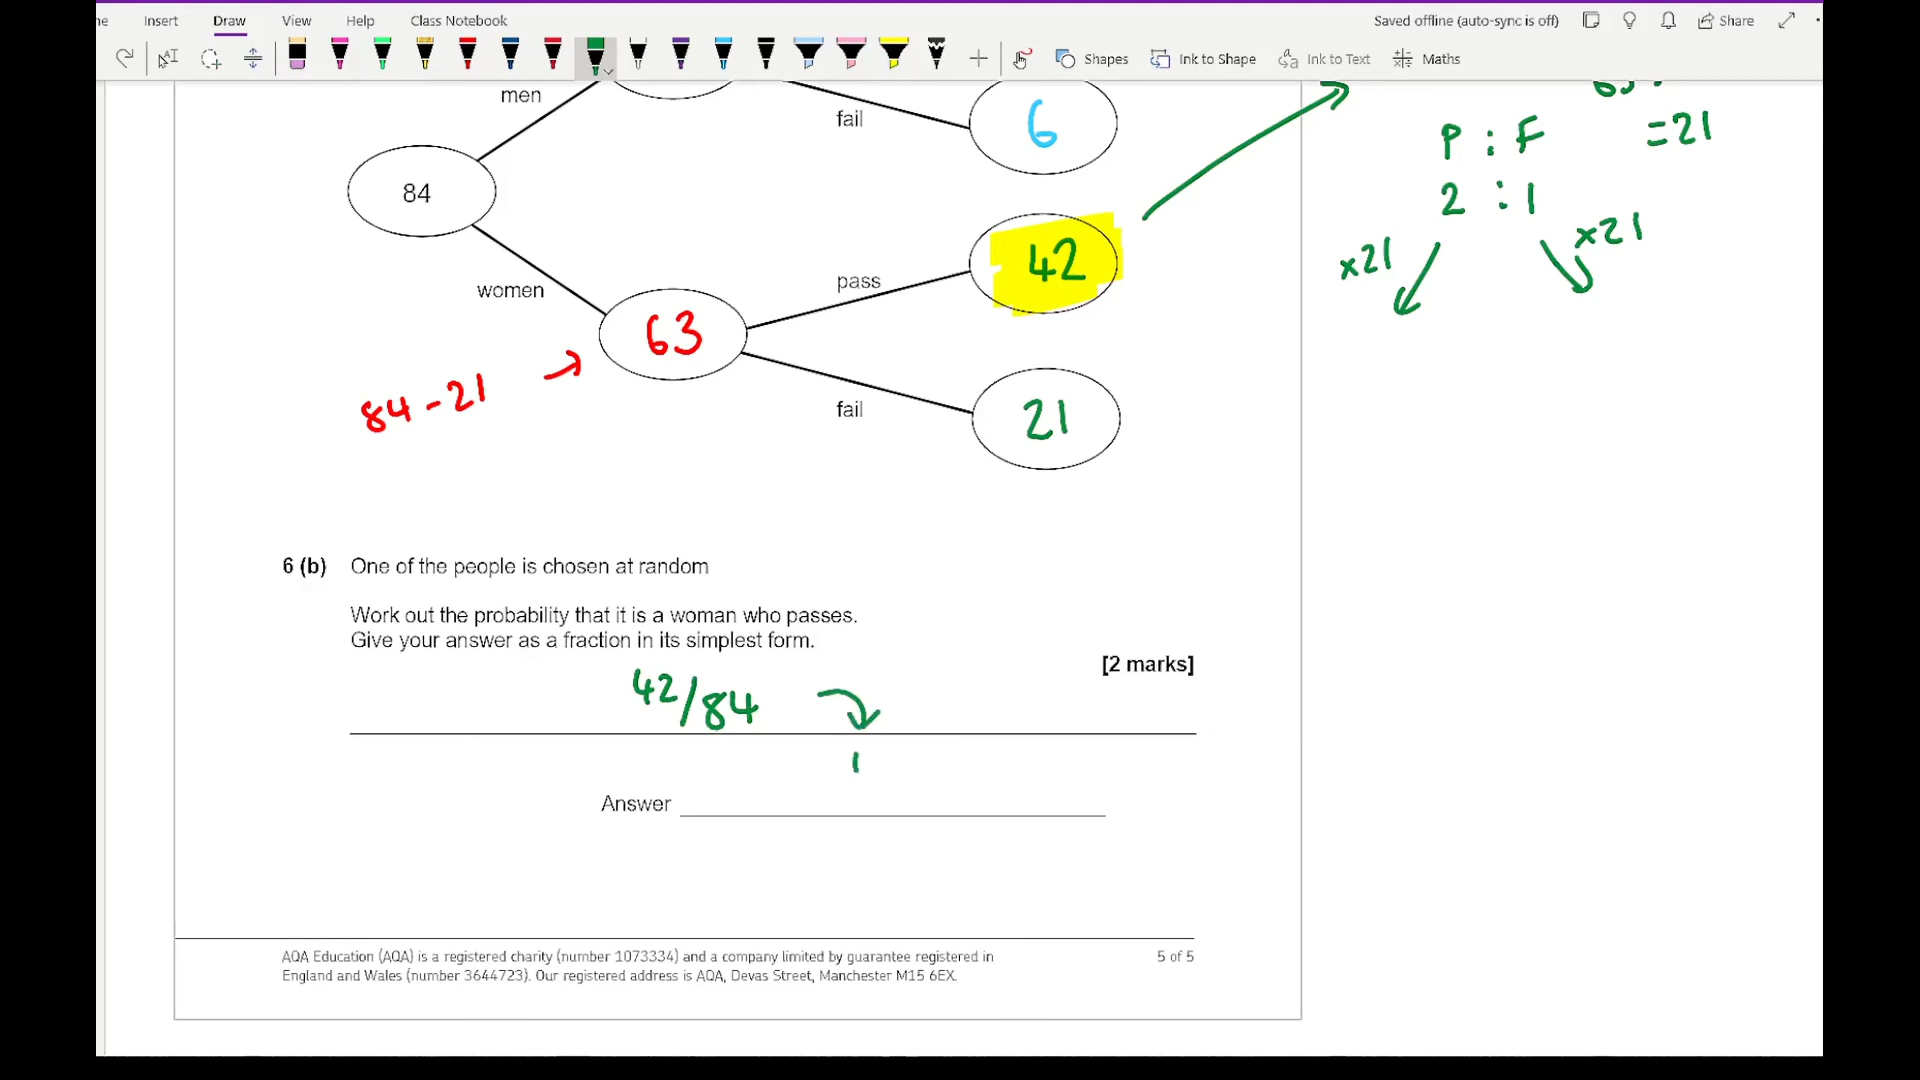 Insert Draw View Help Class Notebook Saved offline (auto-sync is off) Share
Shapes Ink to Shape Ink to Text Maths
men
fail
6
84
42
pass
women
63
84 - 21
fail
21
= 21
P : F
2 : 1
x21
x21
6 (b) One of the people is chosen at random
Work out the probability that it is a woman who passes.
Give your answer as a fraction in its simplest form.
[2 marks]
42/84
1
Answer
AQA Education (AQA) is a registered charity (number 1073334) and a company limited by guarantee registered in
England and Wales (number 3644723). Our registered address is AQA, Devas Street, Manchester M15 6EX.
5 of 5